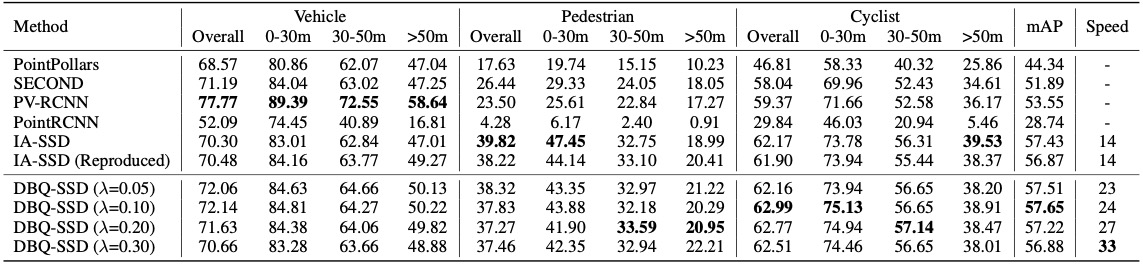 Method Vehicle Pedestrian Cyclist mAP Speed
Overall 0-30m 30-50m >50m Overall 0-30m 30-50m >50m Overall 0-30m 30-50m >50m
PointPollars 68.57 80.86 62.07 47.04 17.63 19.74 15.15 10.23 46.81 58.33 40.32 25.86 44.34 -
SECOND 71.19 84.04 63.02 47.25 26.44 29.33 24.05 18.05 58.04 69.96 52.43 34.61 51.89 -
PV-RCNN 77.77 89.39 72.55 58.64 23.50 25.61 22.84 17.27 59.37 71.66 52.58 36.17 53.55 -
PointRCNN 52.09 74.45 40.89 16.81 4.28 6.17 2.40 0.91 29.84 46.03 20.94 5.46 28.74 -
IA-SSD 70.30 83.01 62.84 47.01 39.82 47.45 32.75 18.99 62.17 73.78 56.31 39.53 57.43 14
IA-SSD (Reproduced) 70.48 84.16 63.77 49.27 38.22 44.14 33.10 20.41 61.90 73.94 55.44 38.37 56.87 14
DBQ-SSD (λ=0.05) 72.06 84.63 64.66 50.13 38.32 43.35 32.97 21.22 62.16 73.94 56.65 38.20 57.51 23
DBQ-SSD (λ=0.10) 72.14 84.81 64.27 50.22 37.83 43.88 32.18 20.29 62.99 75.13 56.65 38.91 57.65 24
DBQ-SSD (λ=0.20) 71.63 84.38 64.06 49.82 37.27 41.90 33.59 20.95 62.77 74.94 57.14 38.47 57.22 27
DBQ-SSD (λ=0.30) 70.66 83.28 63.66 48.88 37.46 42.35 32.94 22.21 62.51 74.46 56.65 38.01 56.88 33